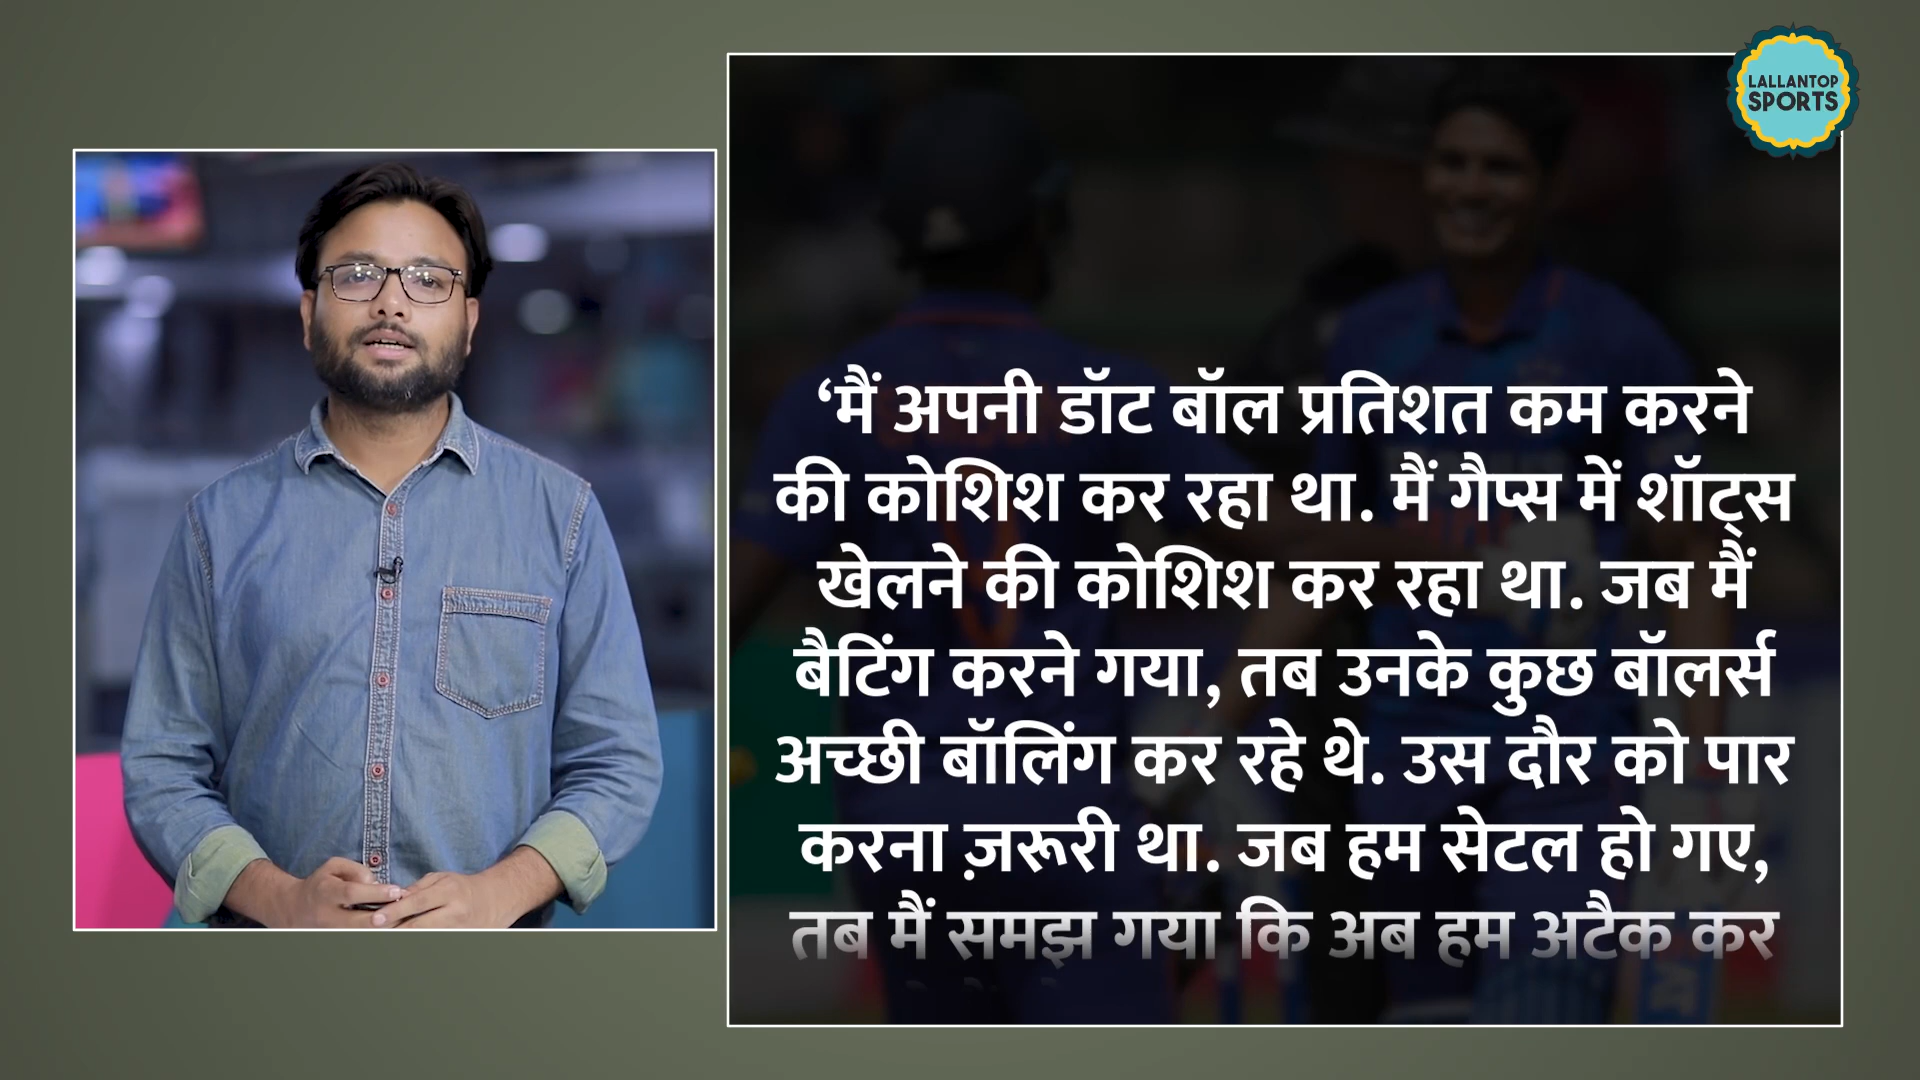 LALLANTOP
SPORTS
‘मैं अपनी डॉट बॉल प्रतिशत कम करने
की कोशिश कर रहा था. मैं गैप्स में शॉट्स
खेलने की कोशिश कर रहा था. जब मैं
बैटिंग करने गया, तब उनके कुछ बॉलर्स
अच्छी बॉलिंग कर रहे थे. उस दौर को पार
करना ज़रूरी था. जब हम सेटल हो गए,
तब मैं समझ गया कि अब हम अटैक कर